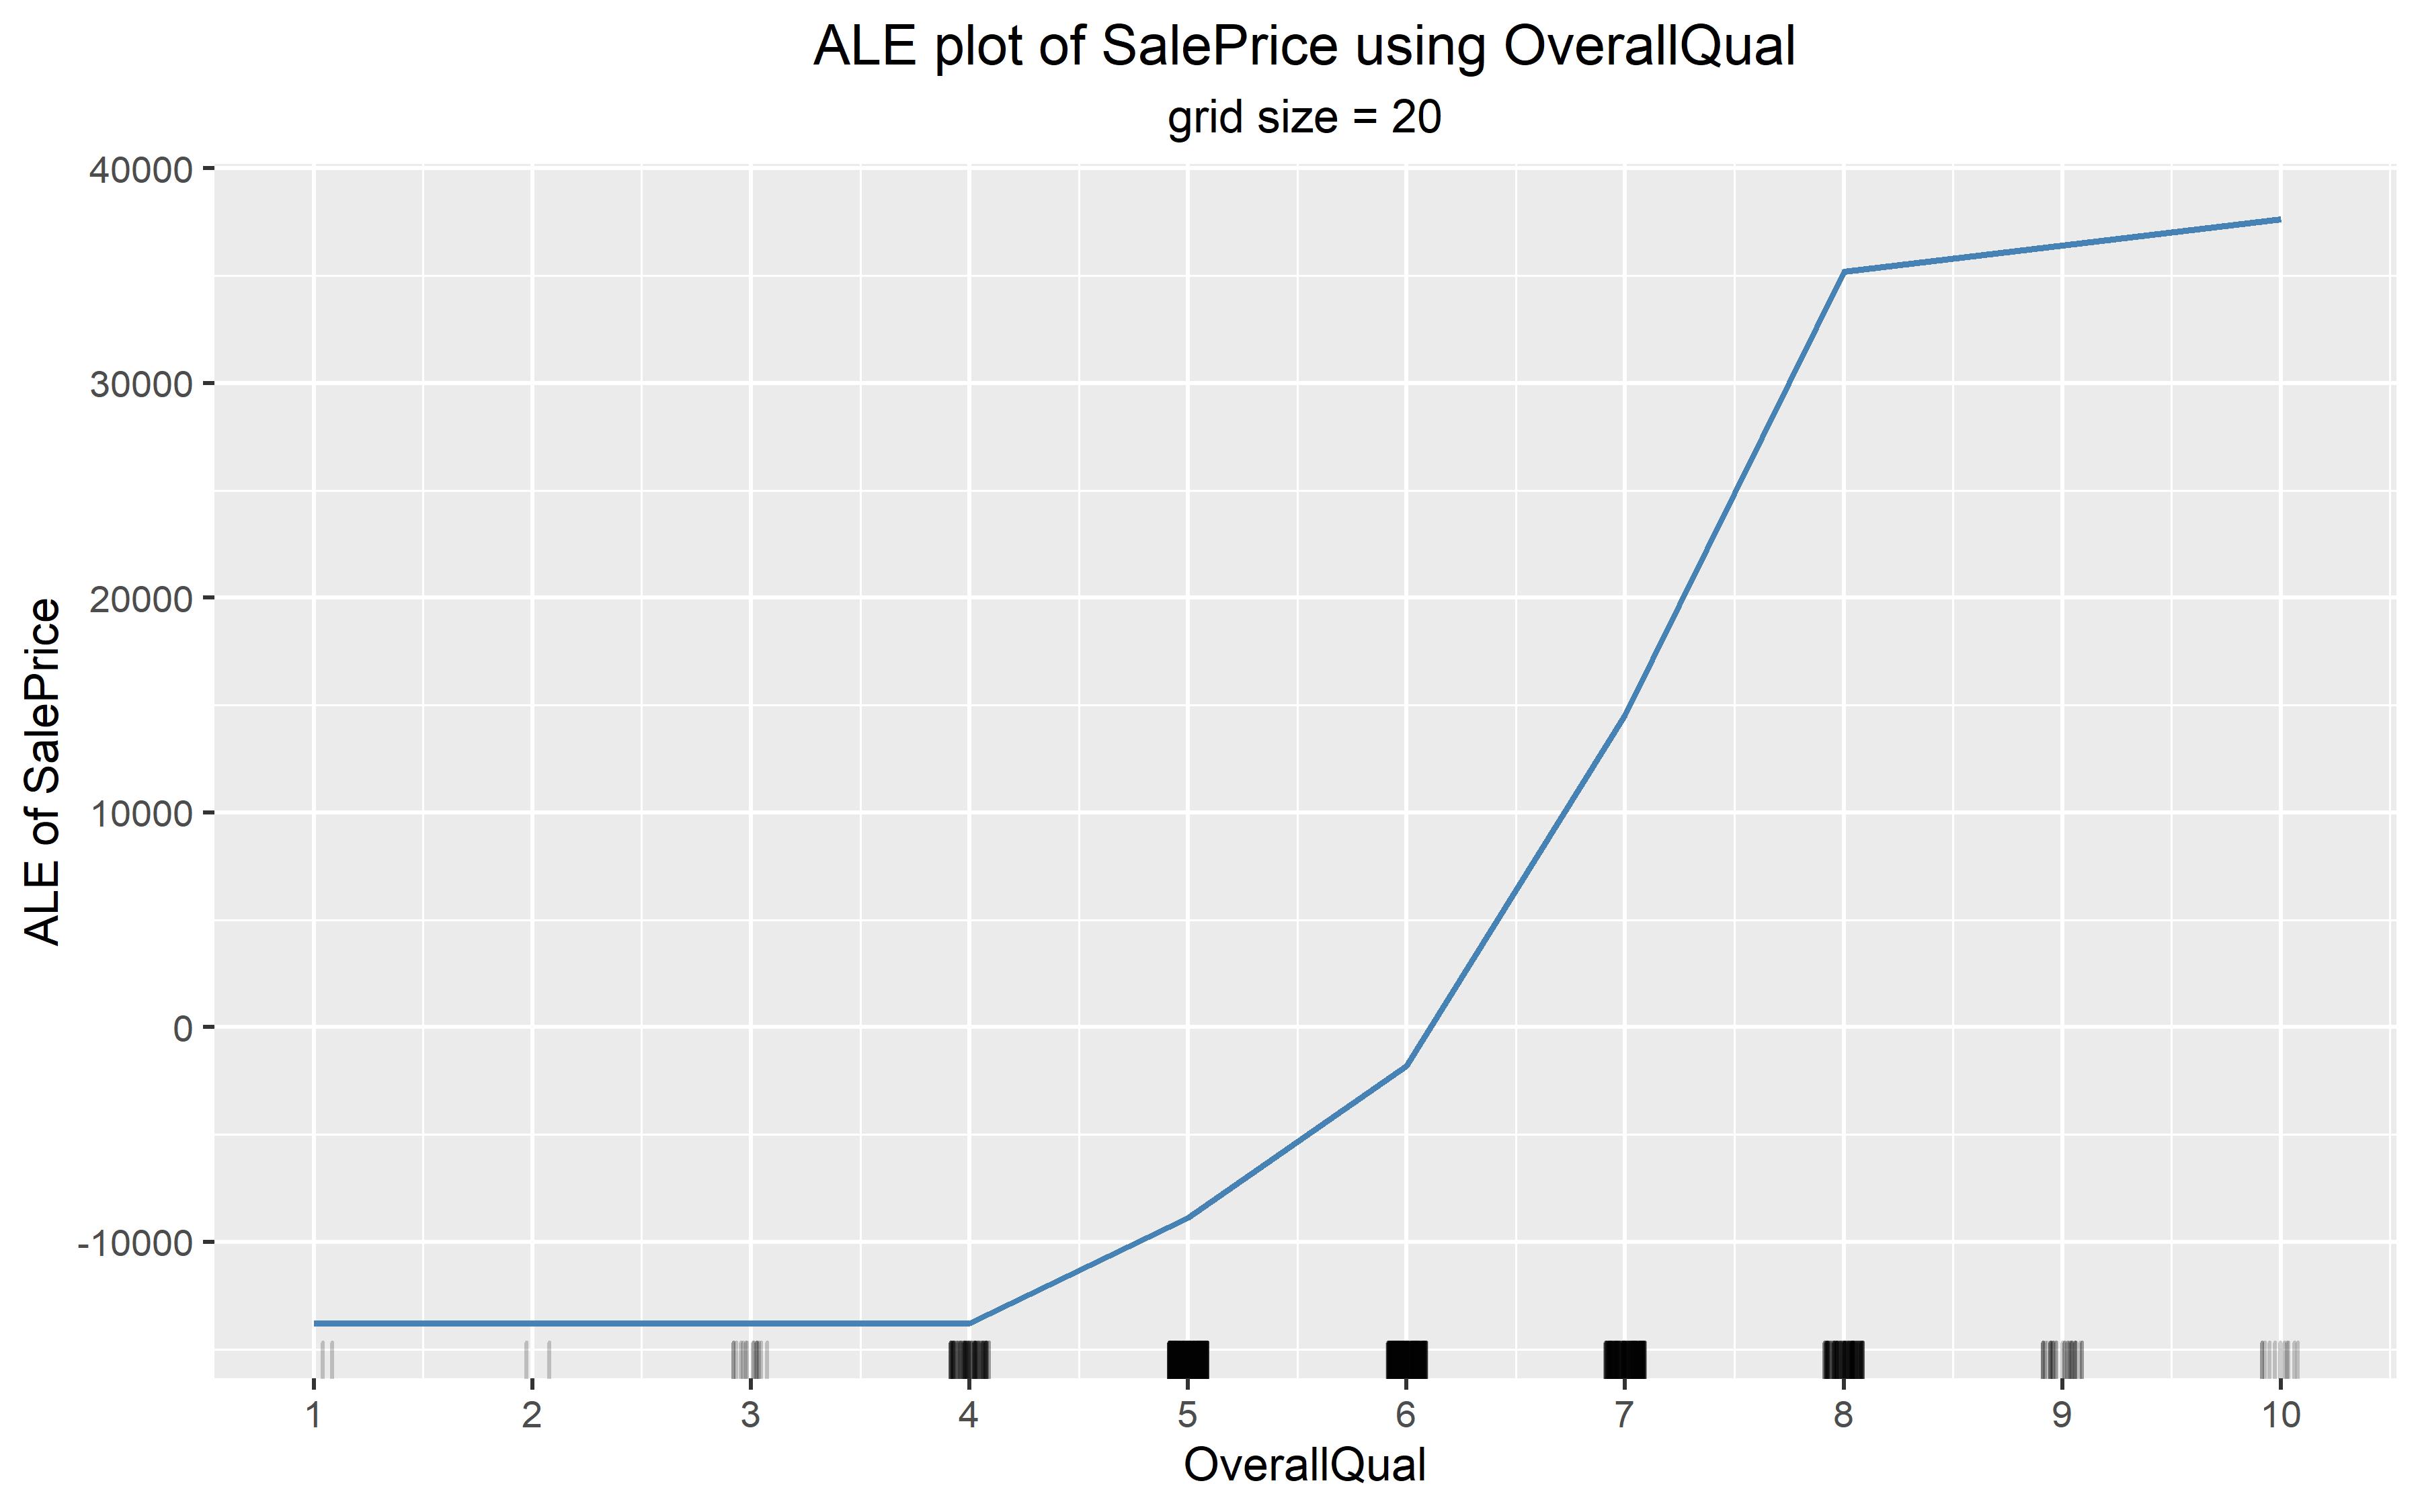 ALE plot of SalePrice using OverallQual
grid size = 20
40000
30000
20000
10000
0
-10000
ALE of SalePrice
1 2 3 4 5 6 7 8 9 10
OverallQual